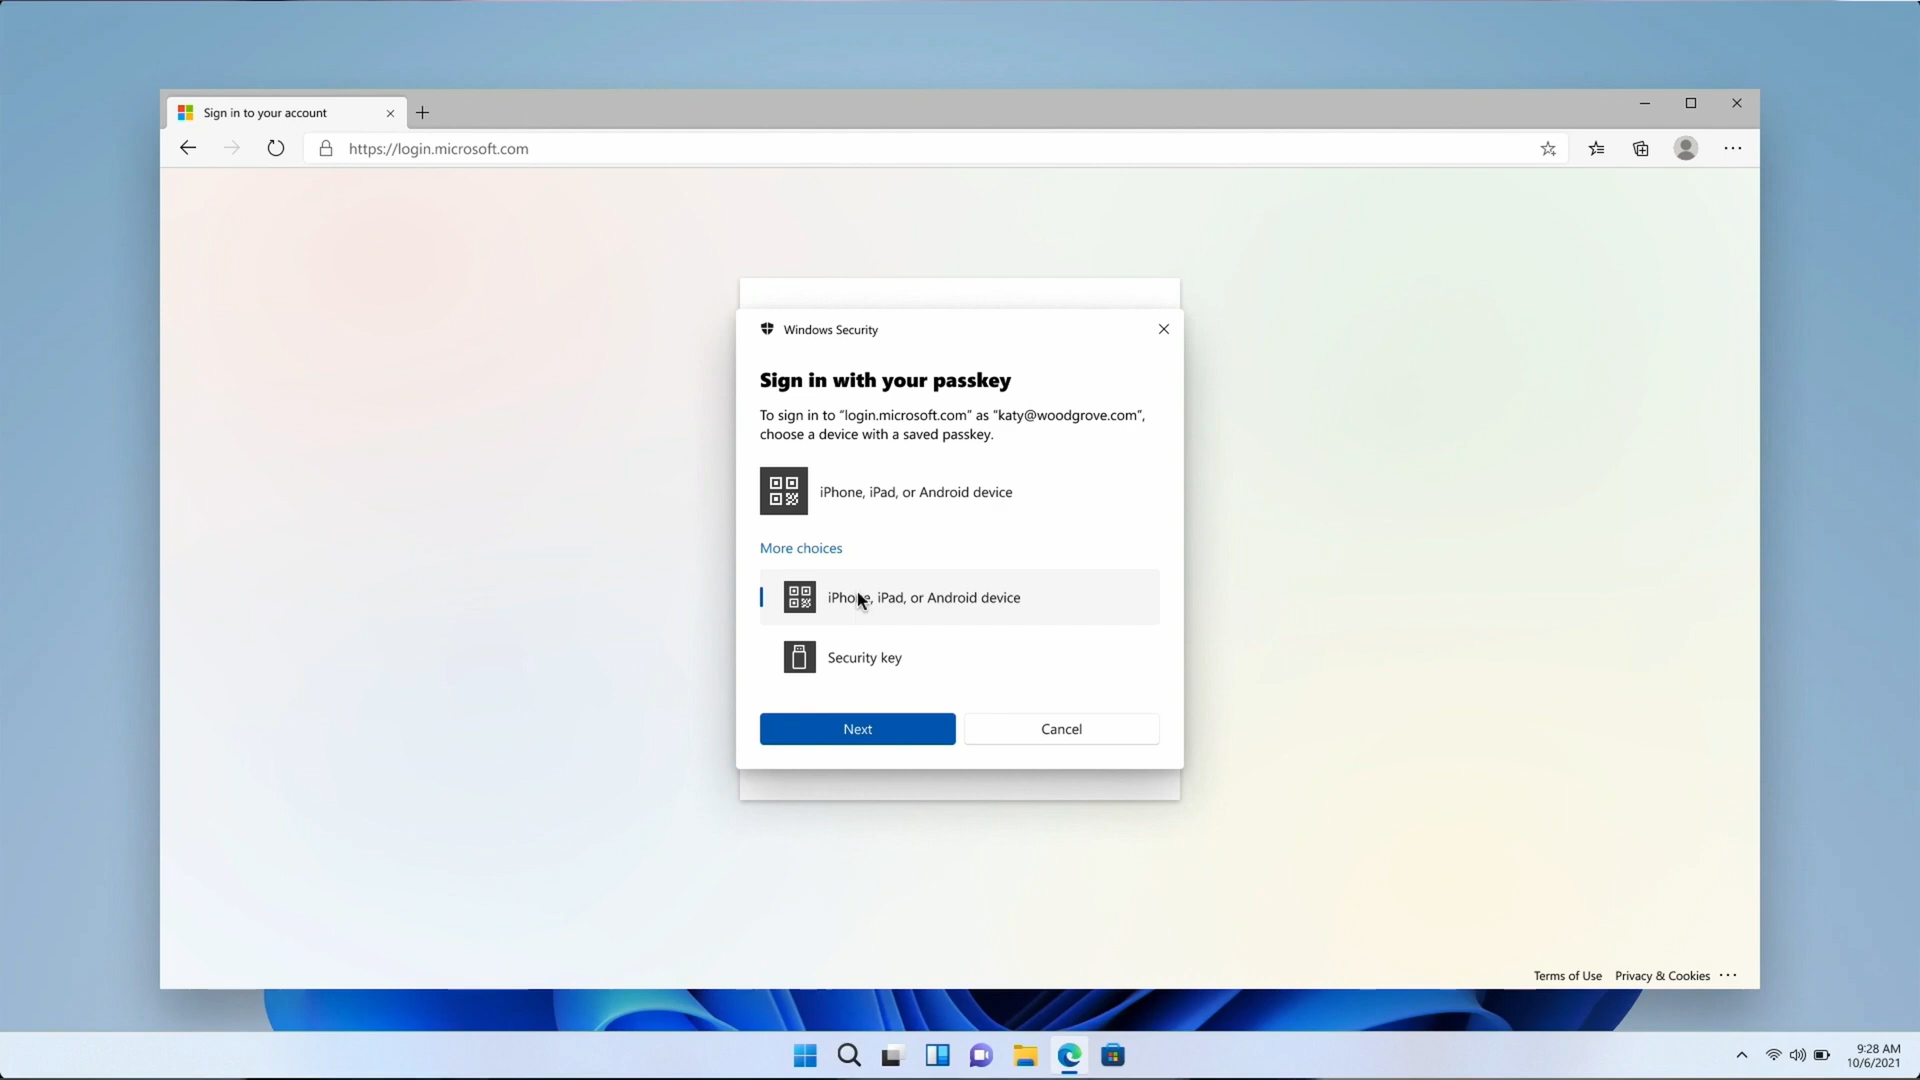 Sign in to your account
https://login.microsoft.com
Windows Security
Sign in with your passkey
To sign in to “login.microsoft.com” as “katy@woodgrove.com”,
choose a device with a saved passkey.
iPhone, iPad, or Android device
More choices
iPhone, iPad, or Android device
Security key
Next
Cancel
Terms of Use Privacy & Cookies ···
9:28 AM
10/6/2021